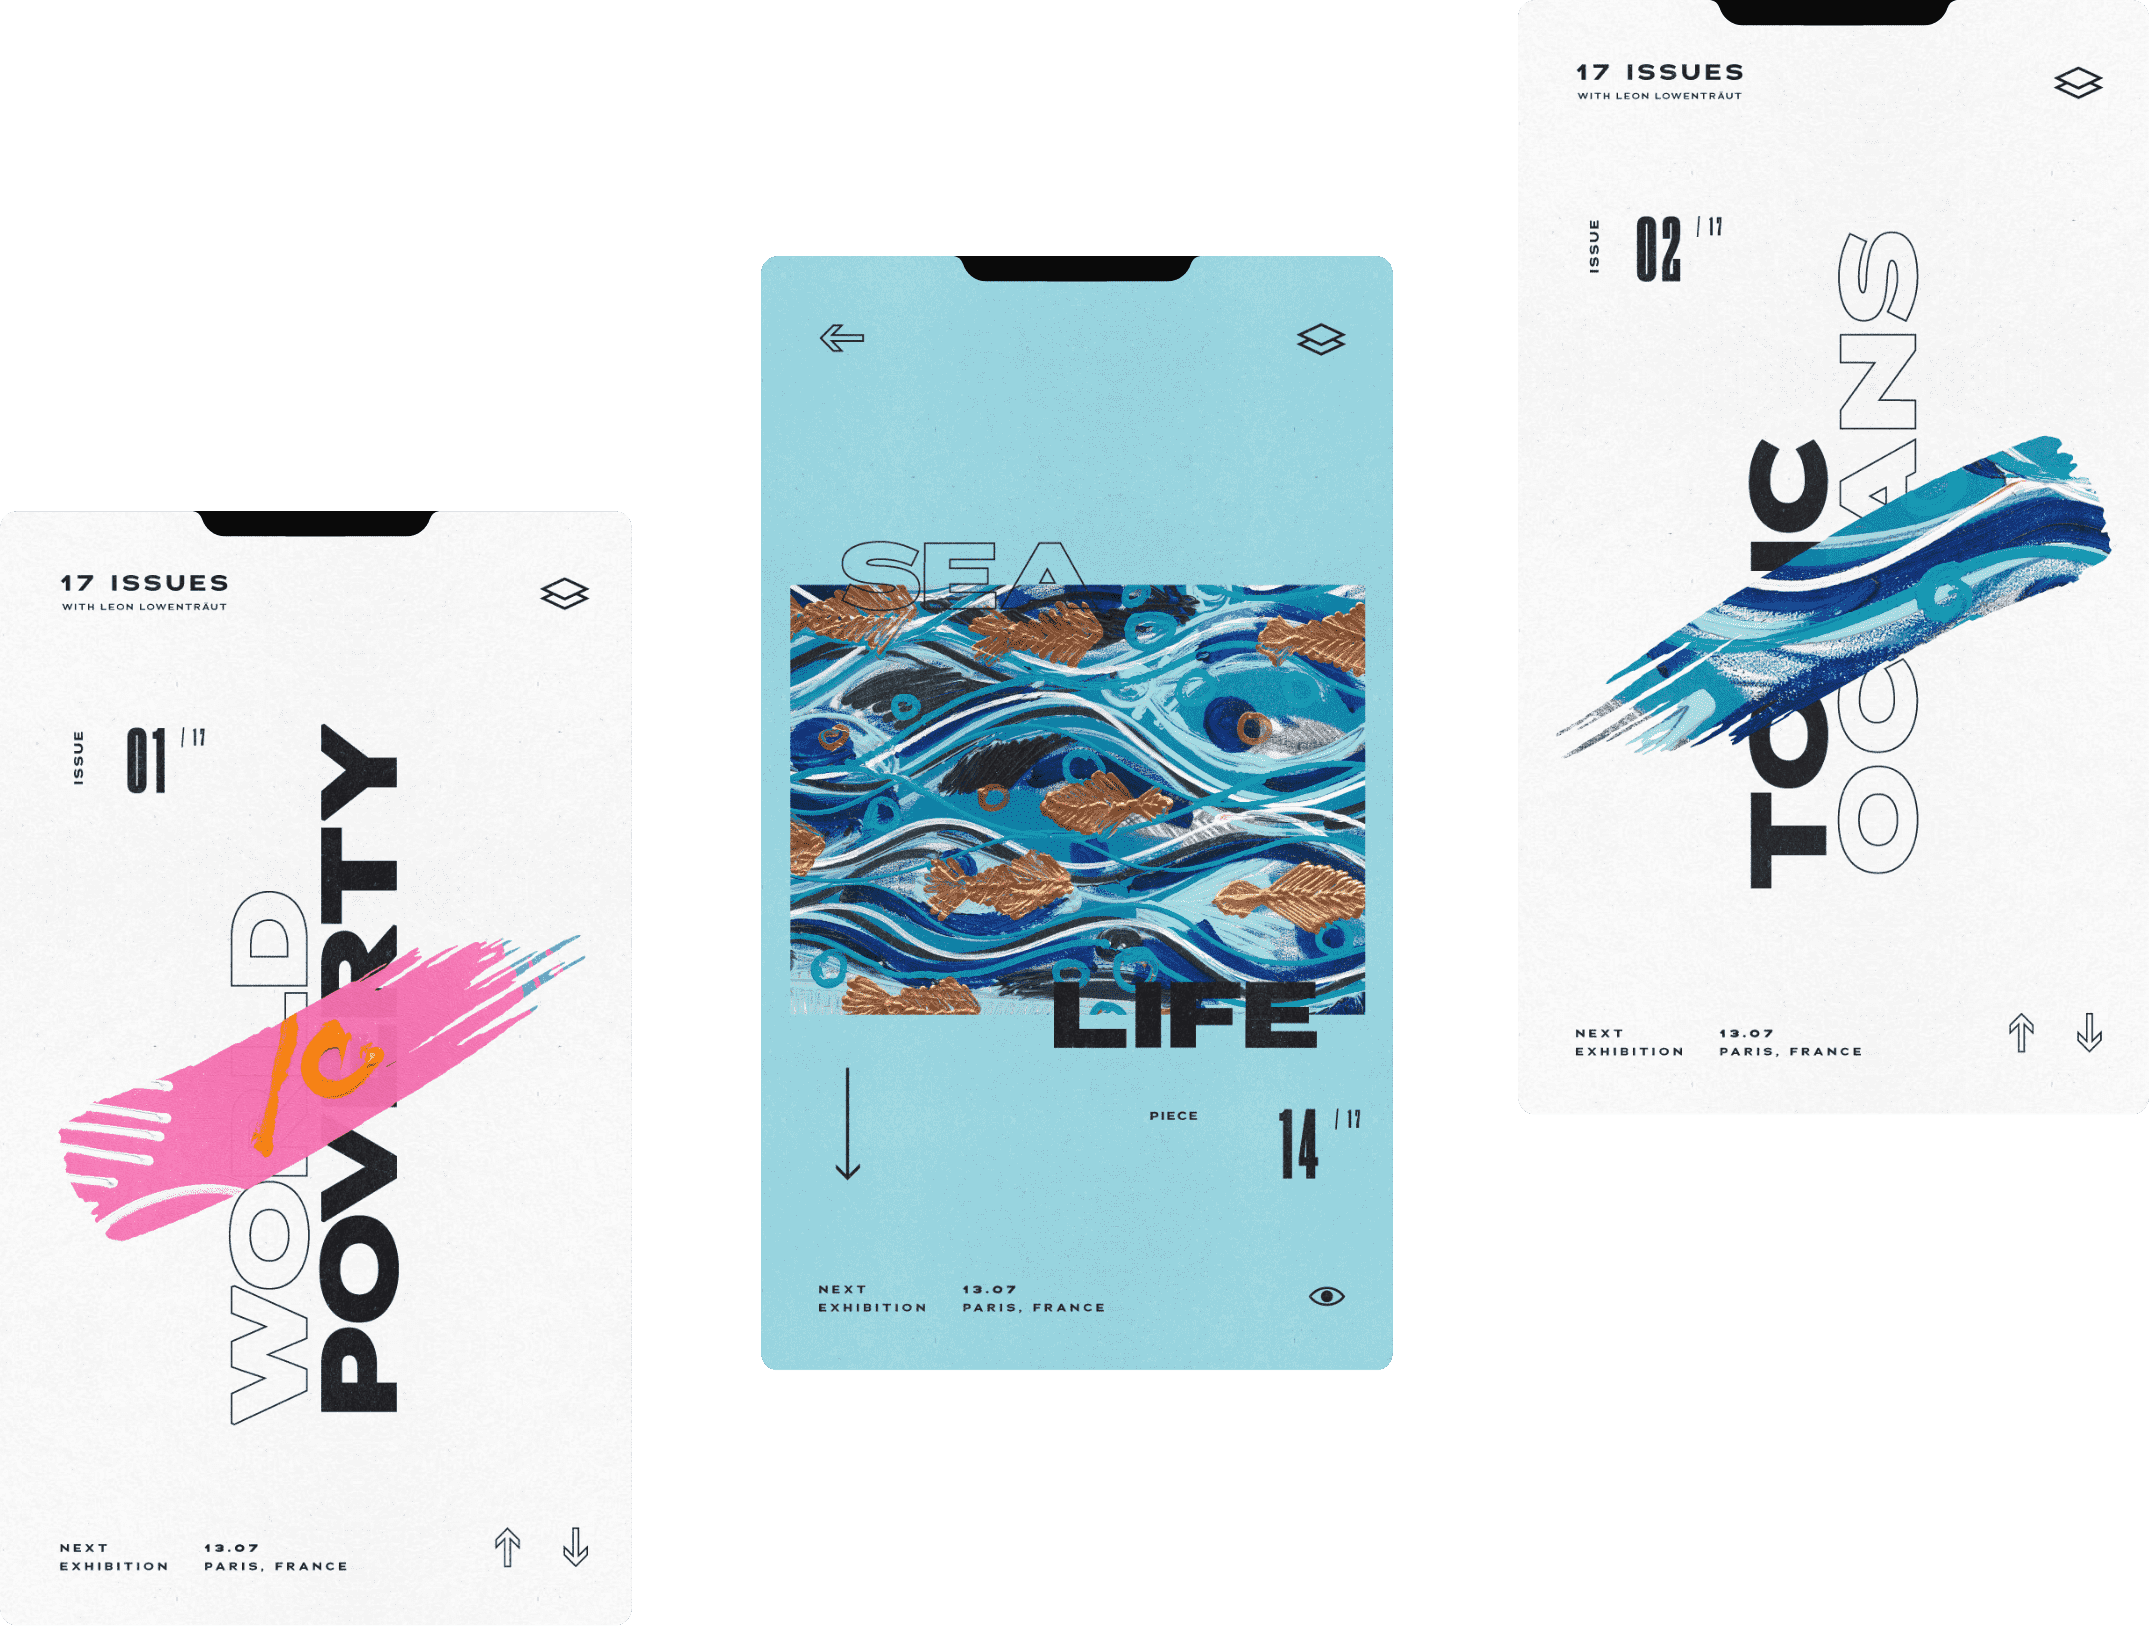 17 ISSUES
WITH LEON LOWENTRÄUT
ISSUE
01 / 17
WORLD
POVERTY
NEXT
EXHIBITION
13.07
PARIS, FRANCE
SEA
LIFE
PIECE
14 / 17
NEXT
EXHIBITION
13.07
PARIS, FRANCE
17 ISSUES
WITH LEON LOWENTRÄUT
ISSUE
02 / 17
TOXIC
OCEANS
NEXT
EXHIBITION
13.07
PARIS, FRANCE